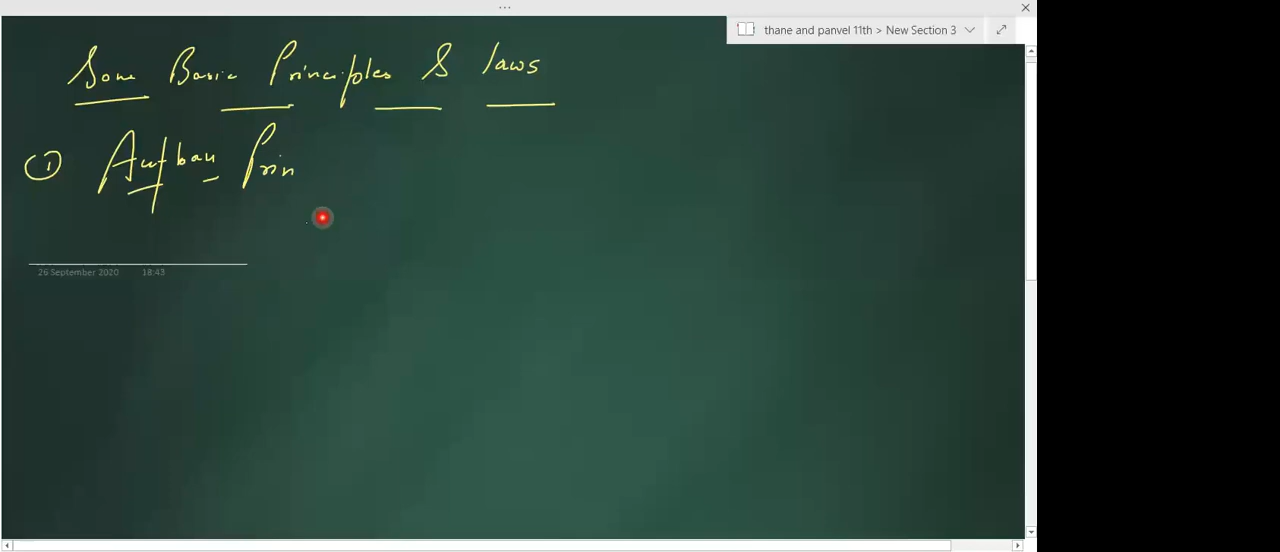 thane and panvel 11th > New Section 3
Some Basic Principles & laws
① Aufbau Prin
26 September 2020 18:43